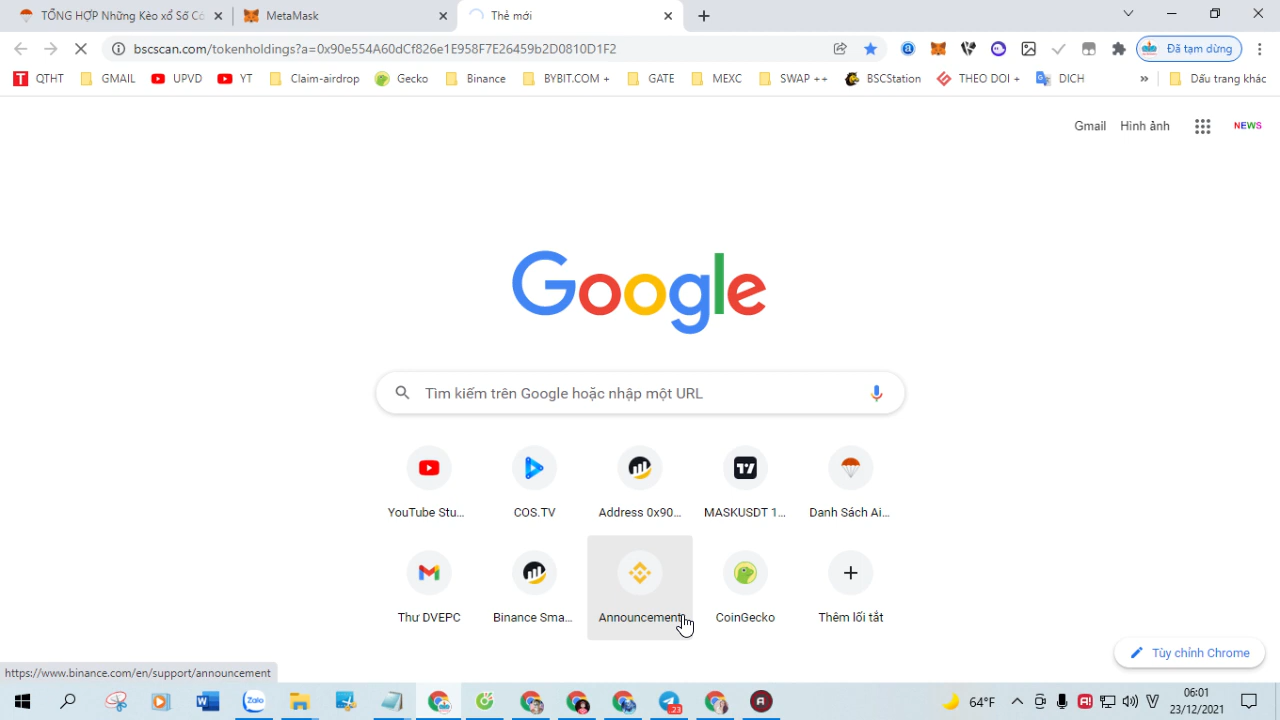 TỔNG HỢP Những Kèo xổ Số Cơ
MetaMask
Thẻ mới
bscscan.com/tokenholdings?a=0x90e554A60dCf826e1E958F7E26459b2D0810D1F2
Đã tạm dừng
QTHT
GMAIL
UPVD
YT
Claim-airdrop
Gecko
Binance
BYBIT.COM +
GATE
MEXC
SWAP ++
BSCStation
THEO DOI +
DICH
»
Dấu trang khác
Gmail
Hình ảnh
NEWS
Google
Tìm kiếm trên Google hoặc nhập một URL
YouTube Stu...
COS.TV
Address 0x90...
MASKUSDT 1...
Danh Sách Ai...
Thư DVEPC
Binance Sma...
Announcement
CoinGecko
Thêm lối tắt
Tùy chỉnh Chrome
https://www.binance.com/en/support/announcement
Zalo
23
64°F
06:01
23/12/2021